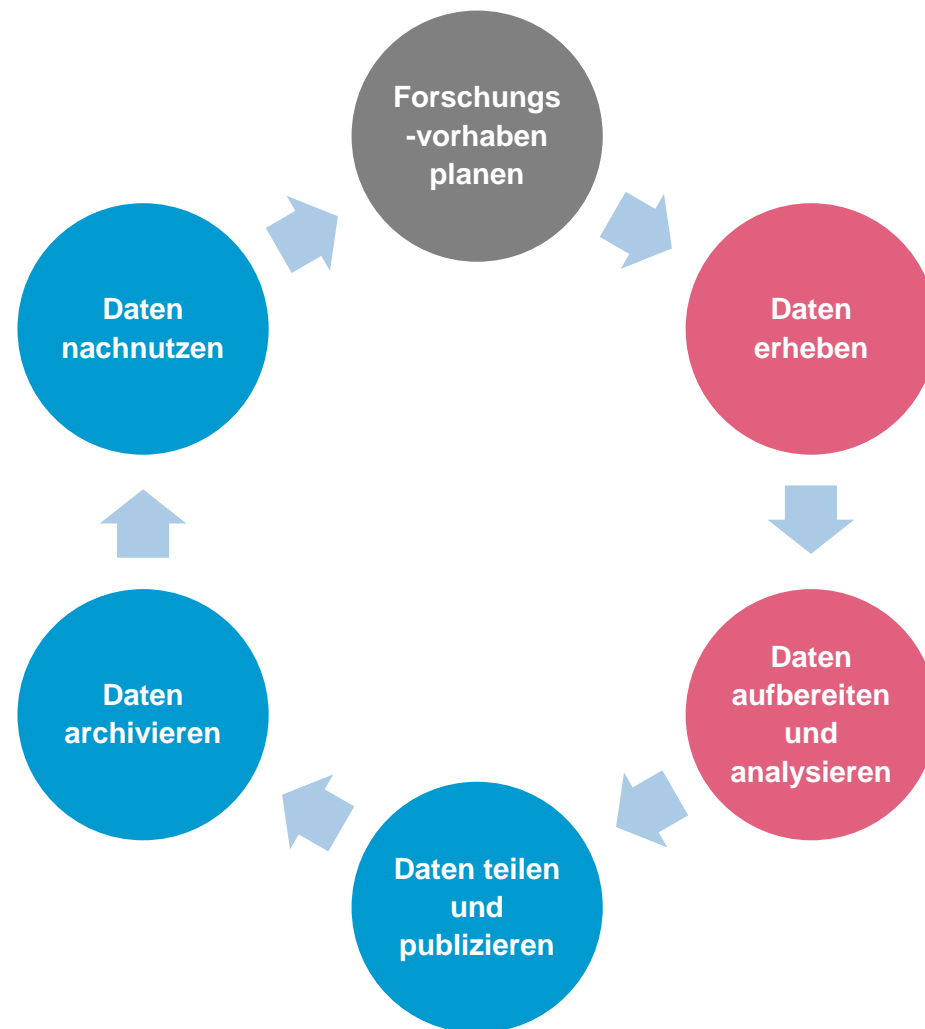 Forschungs
-vorhaben
planen
Daten
erheben
Daten
aufbereiten
und
analysieren
Daten teilen
und
publizieren
Daten
archivieren
Daten
nachnutzen